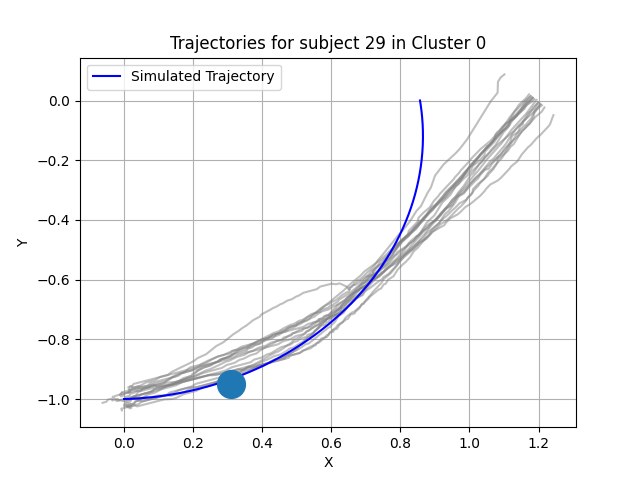 Trajectories for subject 29 in Cluster 0
Simulated Trajectory
0.0
−0.2
−0.4
−0.6
−0.8
−1.0
Y
0.0 0.2 0.4 0.6 0.8 1.0 1.2
X